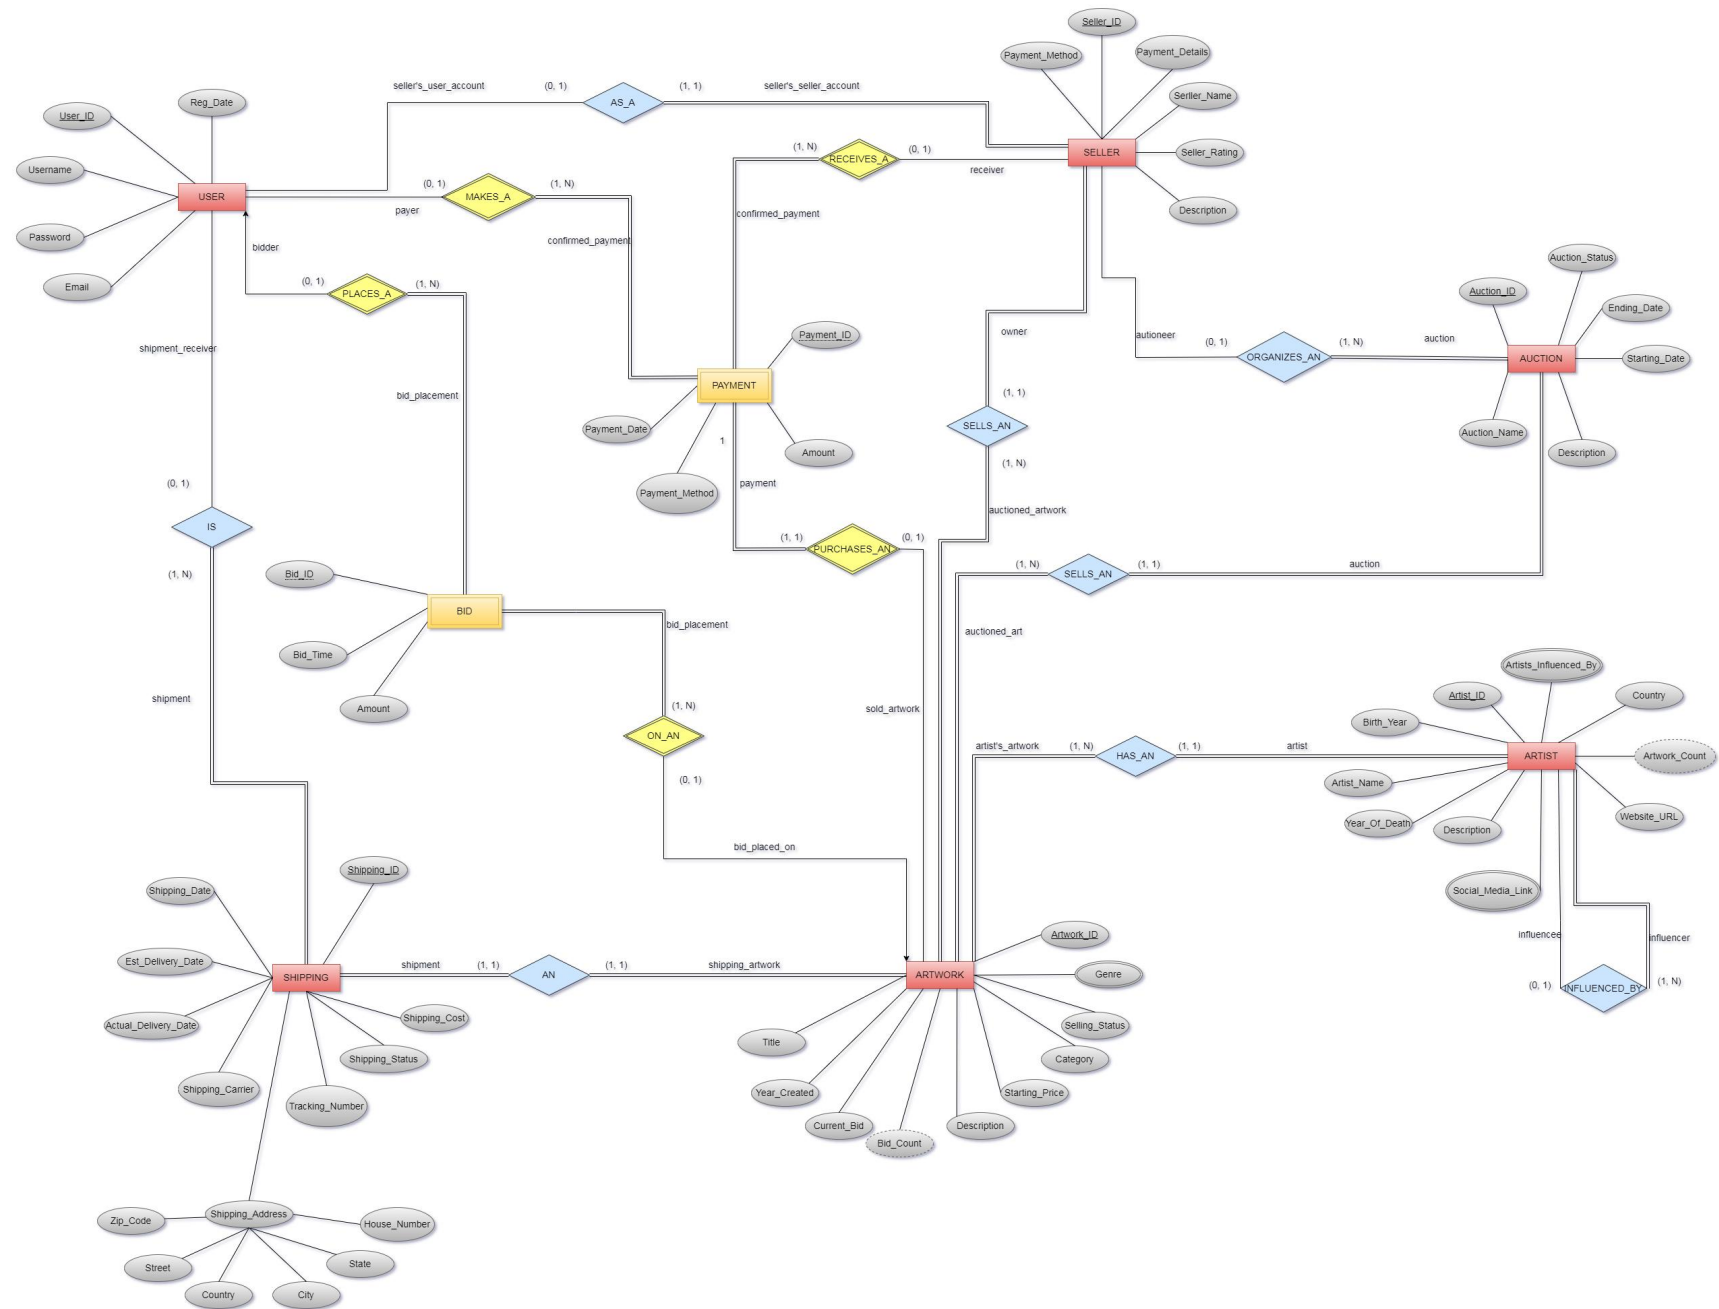 Seller_ID
Payment_Method
Payment_Details
seller's_user_account
(0, 1)
(1, 1)
seller's_seller_account
Reg_Date
User_ID
AS_A
Serller_Name
(1, N)
(0, 1)
SELLER
Seller_Rating
RECEIVES_A
Username
receiver
(0, 1)
(1, N)
USER
MAKES_A
payer
confirmed_payment
Description
Password
bidder
confirmed_payment
Auction_Status
Email
(0, 1)
(1, N)
PLACES_A
Auction_ID
Ending_Date
shipment_receiver
Payment_ID
owner
autioneer
(0, 1)
(1, N)
auction
ORGANIZES_AN
AUCTION
Starting_Date
bid_placement
PAYMENT
(1, 1)
Payment_Date
SELLS_AN
Auction_Name
1
Amount
Description
(1, N)
(0, 1)
payment
Payment_Method
auctioned_artwork
IS
(1, 1)
(0, 1)
PURCHASES_AN
(1, N)
(1, N)
(1, 1)
auction
Bid_ID
SELLS_AN
BID
bid_placement
auctioned_art
Bid_Time
Artists_Influenced_By
shipment
Artist_ID
Country
Amount
(1, N)
sold_artwork
Birth_Year
ON_AN
artist's_artwork
(1, N)
(1, 1)
artist
HAS_AN
ARTIST
Artwork_Count
(0, 1)
Artist_Name
Year_Of_Death
Description
Website_URL
bid_placed_on
Shipping_ID
Shipping_Date
Social_Media_Link
Artwork_ID
influencee
influencer
Est_Delivery_Date
shipment
(1, 1)
(1, 1)
shipping_artwork
SHIPPING
AN
ARTWORK
Genre
(0, 1)
(1, N)
INFLUENCED_BY
Actual_Delivery_Date
Shipping_Cost
Selling_Status
Title
Shipping_Status
Category
Shipping_Carrier
Year_Created
Starting_Price
Tracking_Number
Current_Bid
Description
Bid_Count
Shipping_Address
Zip_Code
House_Number
Street
State
Country
City